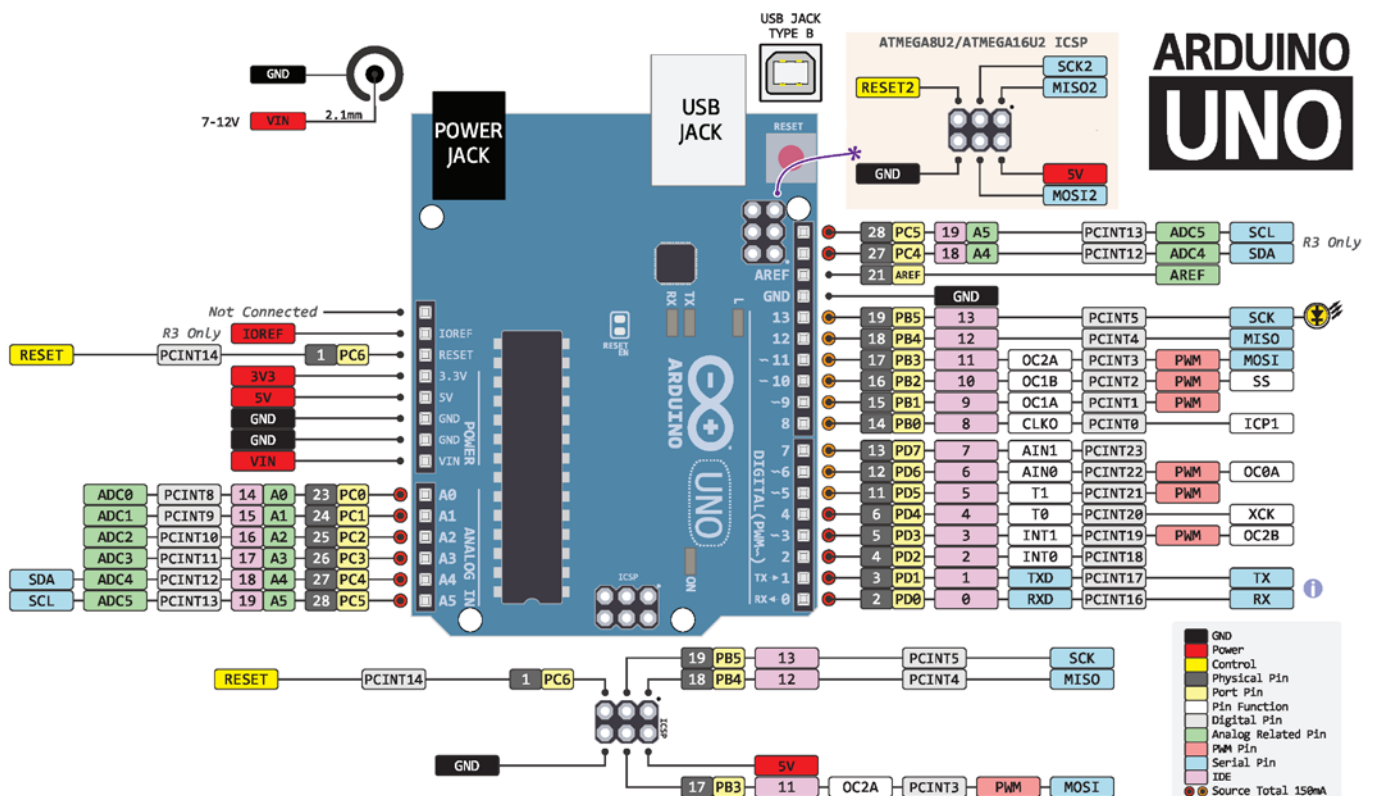 USB JACK
TYPE B
ATMEGA8U2/ATMEGA16U2 ICSP
SCK2
MISO2
RESET2
GND
5V
MOSI2
ARDUINO
UNO
GND
7-12V VIN 2.1mm
POWER
JACK
USB
JACK
RESET
*
28 PC5 19 A5 PCINT13 ADC5 SCL
27 PC4 18 A4 PCINT12 ADC4 SDA
R3 Only
AREF 21 AREF AREF
GND GND
13 19 PB5 13 PCINT5 SCK
12 18 PB4 12 PCINT4 MISO
~11 17 PB3 11 OC2A PCINT3 PWM MOSI
~10 16 PB2 10 OC1B PCINT2 PWM SS
~9 15 PB1 9 OC1A PCINT1 PWM
8 14 PB0 8 CLKO PCINT0 ICP1
7 13 PD7 7 AIN1 PCINT23
~6 12 PD6 6 AIN0 PCINT22 PWM OC0A
~5 11 PD5 5 T1 PCINT21 PWM
4 6 PD4 4 T0 PCINT20 XCK
~3 5 PD3 3 INT1 PCINT19 PWM OC2B
2 4 PD2 2 INT0 PCINT18
TX 1 3 PD1 1 TXD PCINT17 TX
RX 0 2 PD0 0 RXD PCINT16 RX
i
DIGITAL(PWM~)
RX
TX
L
RESET
EN
ARDUINO
UNO
ON
ICSP
Not Connected
R3 Only IOREF IOREF
RESET PCINT14 1 PC6 RESET
3V3 3.3V
5V 5V
GND GND
GND GND
VIN VIN
POWER
ADC0 PCINT8 14 A0 23 PC0 A0
ADC1 PCINT9 15 A1 24 PC1 A1
ADC2 PCINT10 16 A2 25 PC2 A2
ADC3 PCINT11 17 A3 26 PC3 A3
SDA ADC4 PCINT12 18 A4 27 PC4 A4
SCL ADC5 PCINT13 19 A5 28 PC5 A5
ANALOG IN
19 PB5 13 PCINT5 SCK
RESET PCINT14 1 PC6
18 PB4 12 PCINT4 MISO
ICSP
GND
5V
17 PB3 11 OC2A PCINT3 PWM MOSI
GND
Power
Control
Physical Pin
Port Pin
Pin Function
Digital Pin
Analog Related Pin
PWM Pin
Serial Pin
IDE
Source Total 150mA